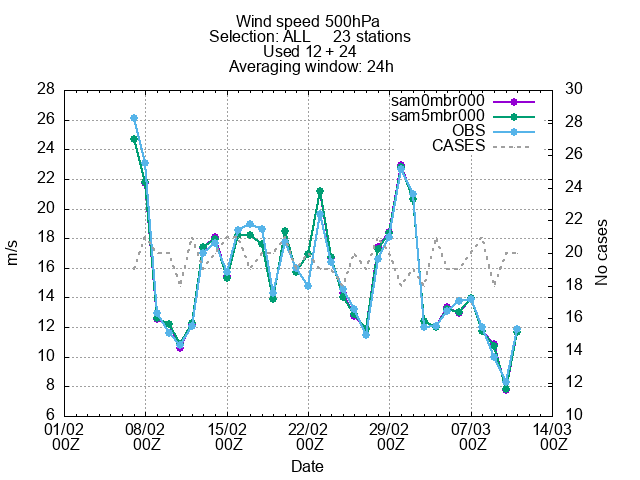 Wind speed 500hPa
Selection: ALL 23 stations
Used 12 + 24
Averaging window: 24h
sam0mbr000
sam5mbr000
OBS
CASES
m/s
28
26
24
22
20
18
16
14
12
10
8
6
No cases
30
28
26
24
22
20
18
16
14
12
10
01/02 08/02 15/02 22/02 29/02 07/03 14/03
00Z 00Z 00Z 00Z 00Z 00Z 00Z
Date